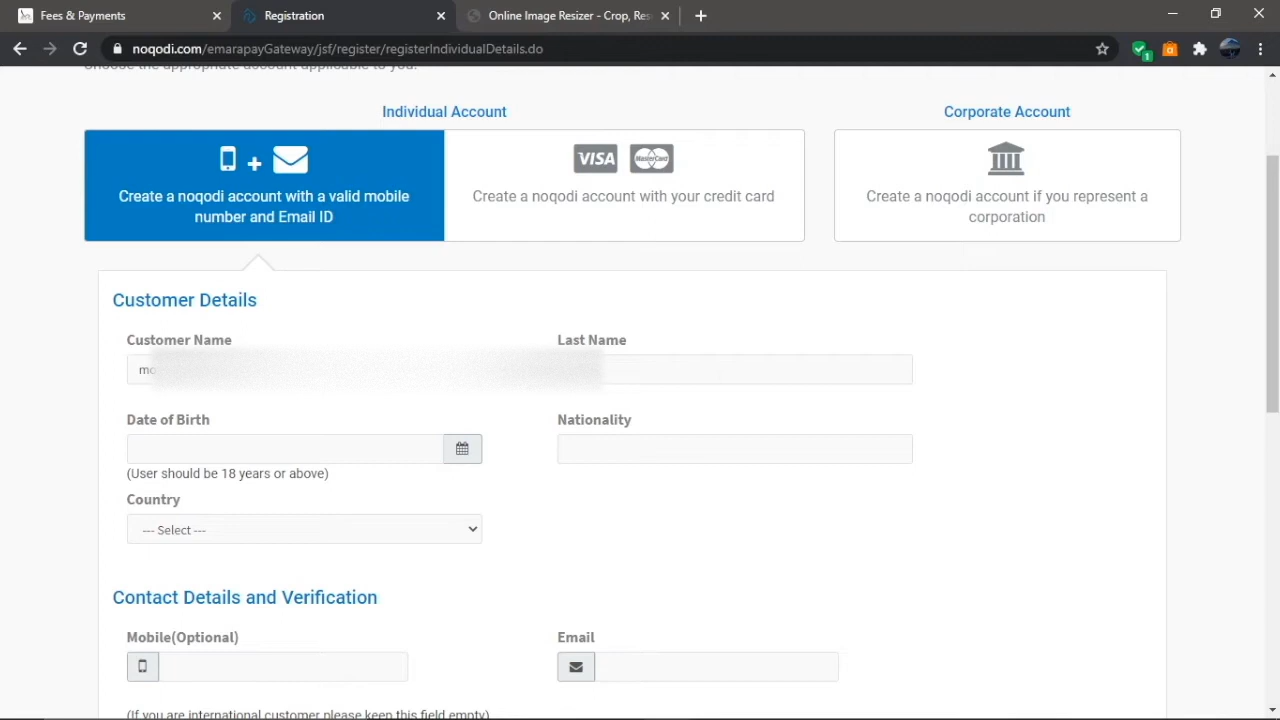 Fees & Payments
Registration
Online Image Resizer - Crop, Res
noqodi.com/emarapayGateway/jsf/register/registerIndividualDetails.do
1
Choose the appropriate account applicable to you.
Individual Account
Corporate Account
Create a noqodi account with a valid mobile
number and Email ID
VISA
MasterCard
Create a noqodi account with your credit card
Create a noqodi account if you represent a
corporation
Customer Details
Customer Name
Last Name
Date of Birth
Nationality
(User should be 18 years or above)
Country
--- Select ---
Contact Details and Verification
Mobile(Optional)
Email
(If you are international customer please keep this field empty)